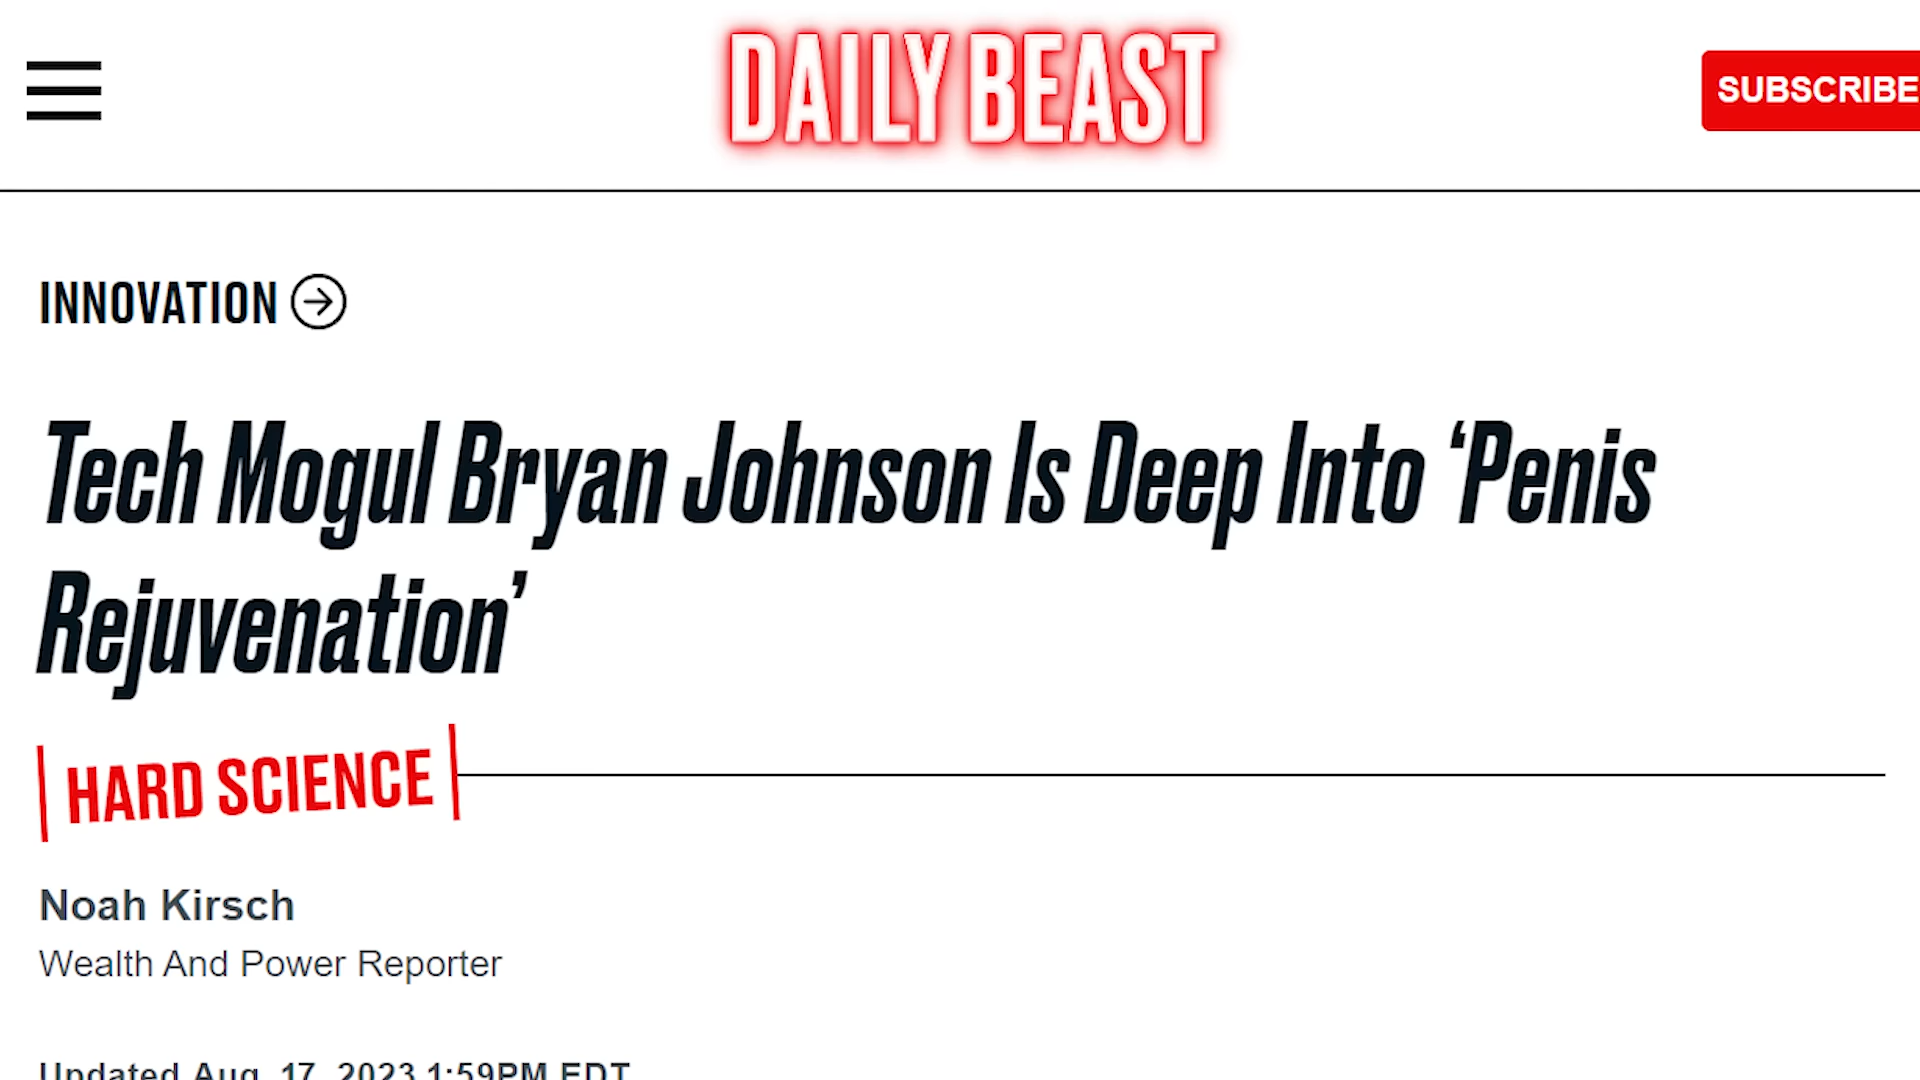 DAILY BEAST
SUBSCRIBE
INNOVATION
Tech Mogul Bryan Johnson Is Deep Into ‘Penis
Rejuvenation’
HARD SCIENCE
Noah Kirsch
Wealth And Power Reporter
Updated Aug. 17, 2023 1:59PM EDT